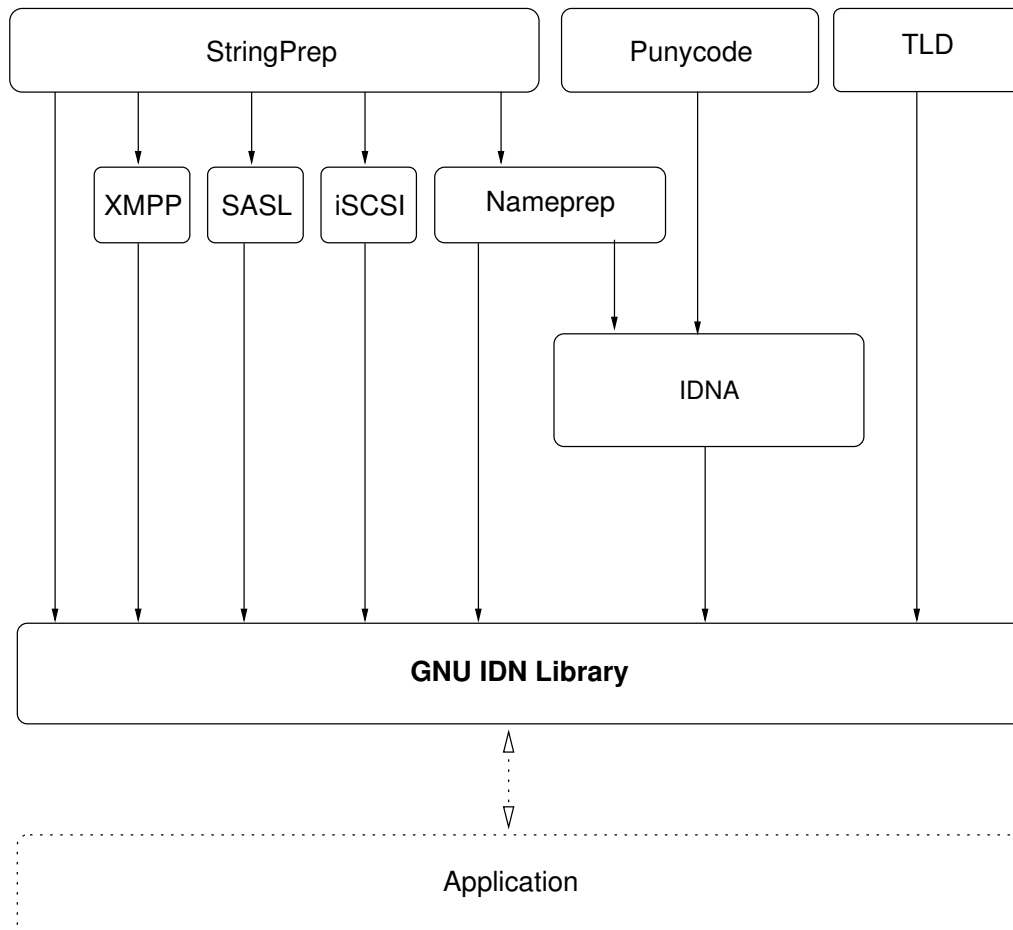 StringPrep
Punycode
TLD
XMPP
SASL
iSCSI
Nameprep
IDNA
GNU IDN Library
Application